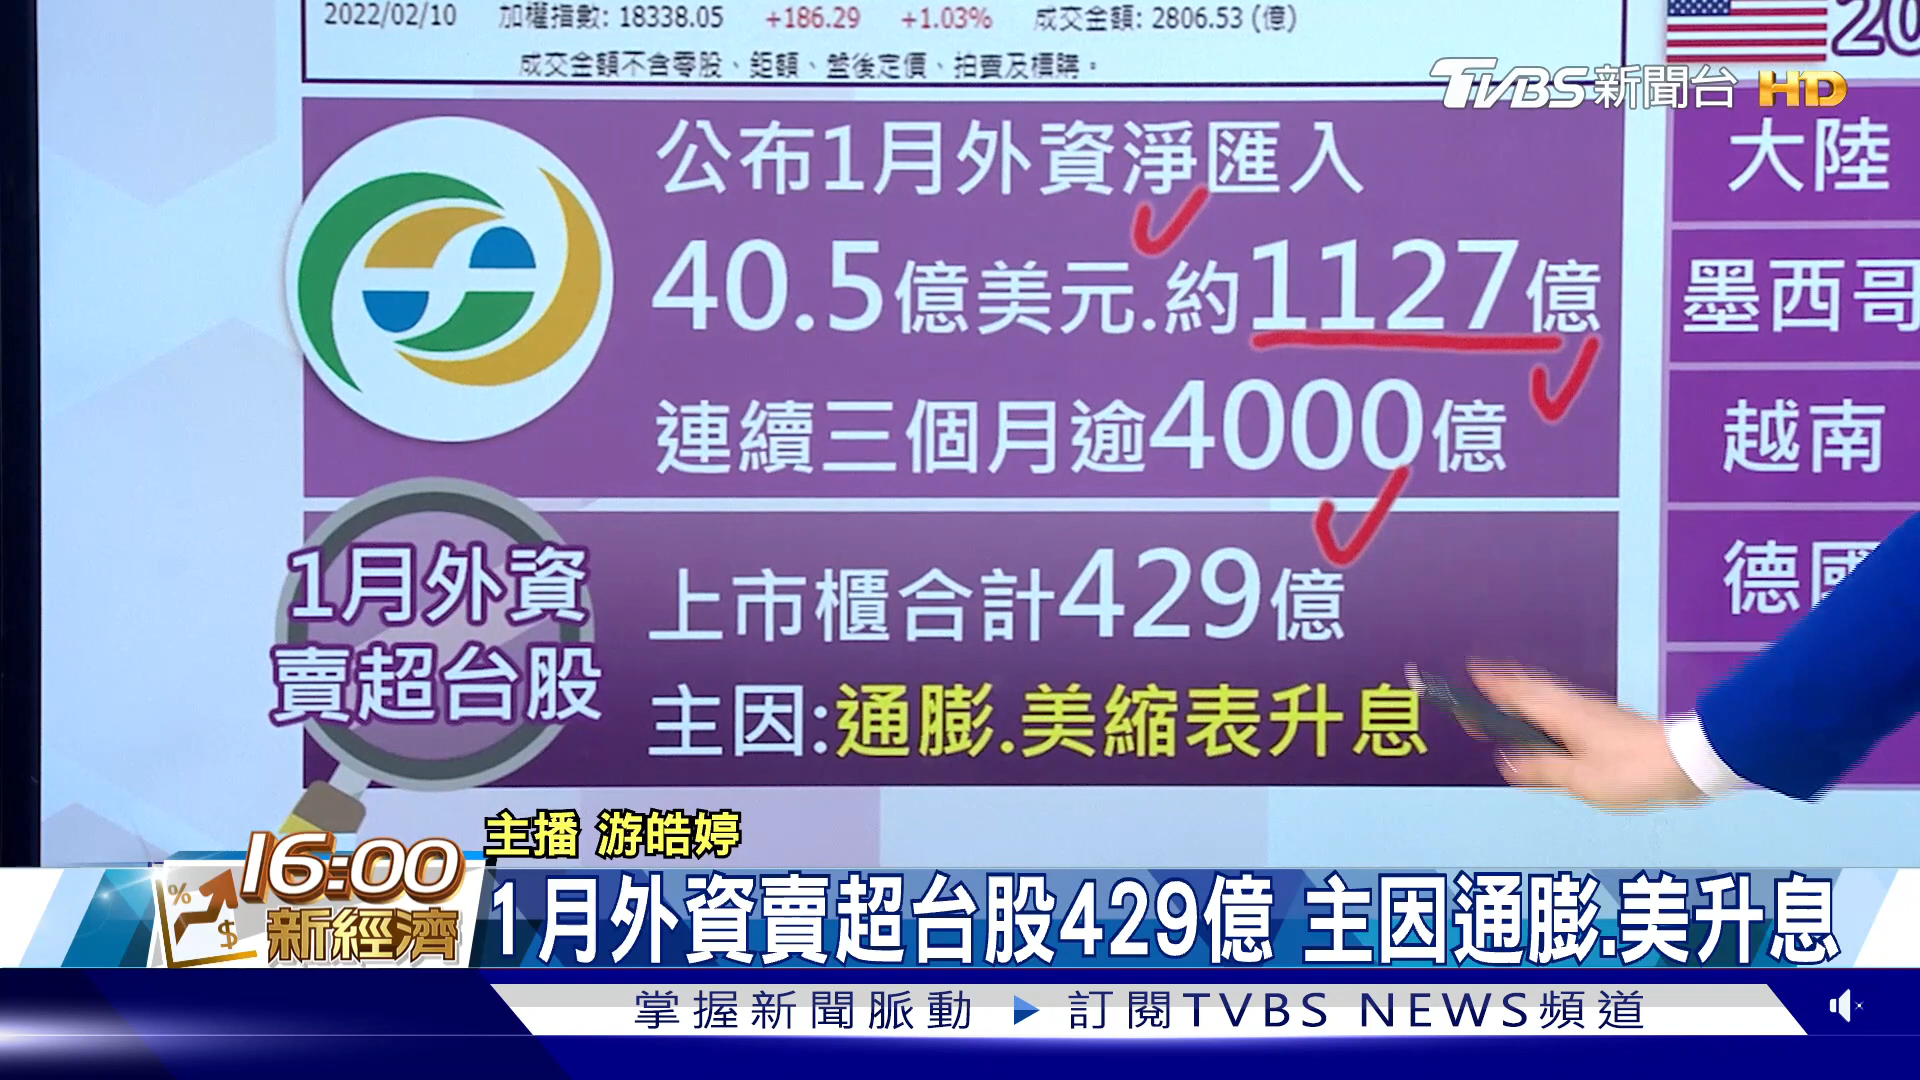 2022/02/10 加權指數: 18338.05 +186.29 +1.03% 成交金額: 2806.53 (億)
成交金額不含零股、鉅額、盤後定價、拍賣及標購。
TVBS新聞台 HD
公布1月外資淨匯入
40.5億美元.約1127億
連續三個月逾4000億
1月外資
賣超台股
上市櫃合計429億
主因:通膨.美縮表升息
大陸
墨西哥
越南
主播 游皓婷
16:00
新經濟
% $
1月外資賣超台股429億 主因通膨.美升息
掌握新聞脈動 ▶ 訂閱TVBS NEWS頻道